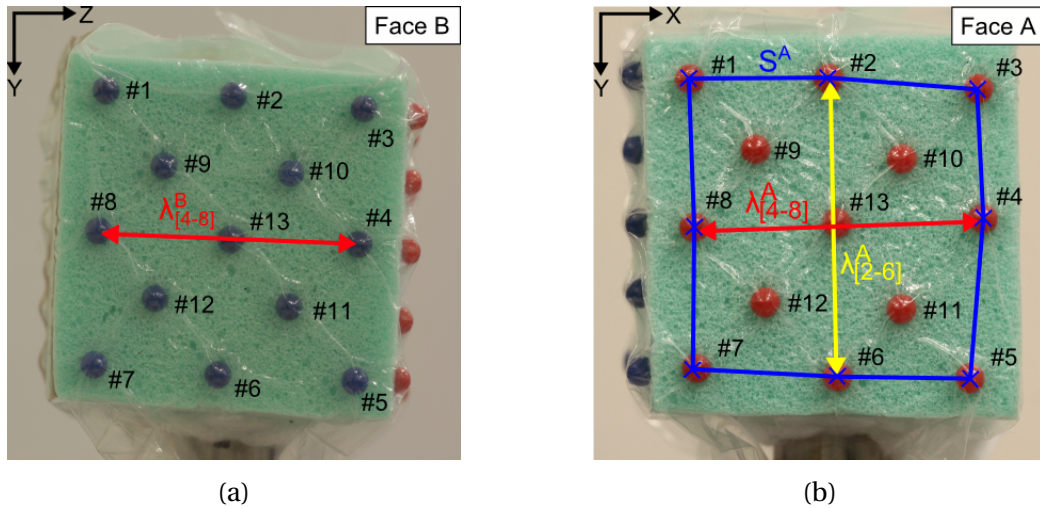 Z
Y
Face B
#1
#2
#3
#9
#10
#8
λ^B_[4-8]
#13
#4
#12
#11
#7
#6
#5
(a)
X
Y
Face A
#1
S^A
#2
#3
#9
#10
#8
λ^A_[4-8]
#13
#4
λ^A_[2-6]
#12
#11
#7
#6
#5
(b)